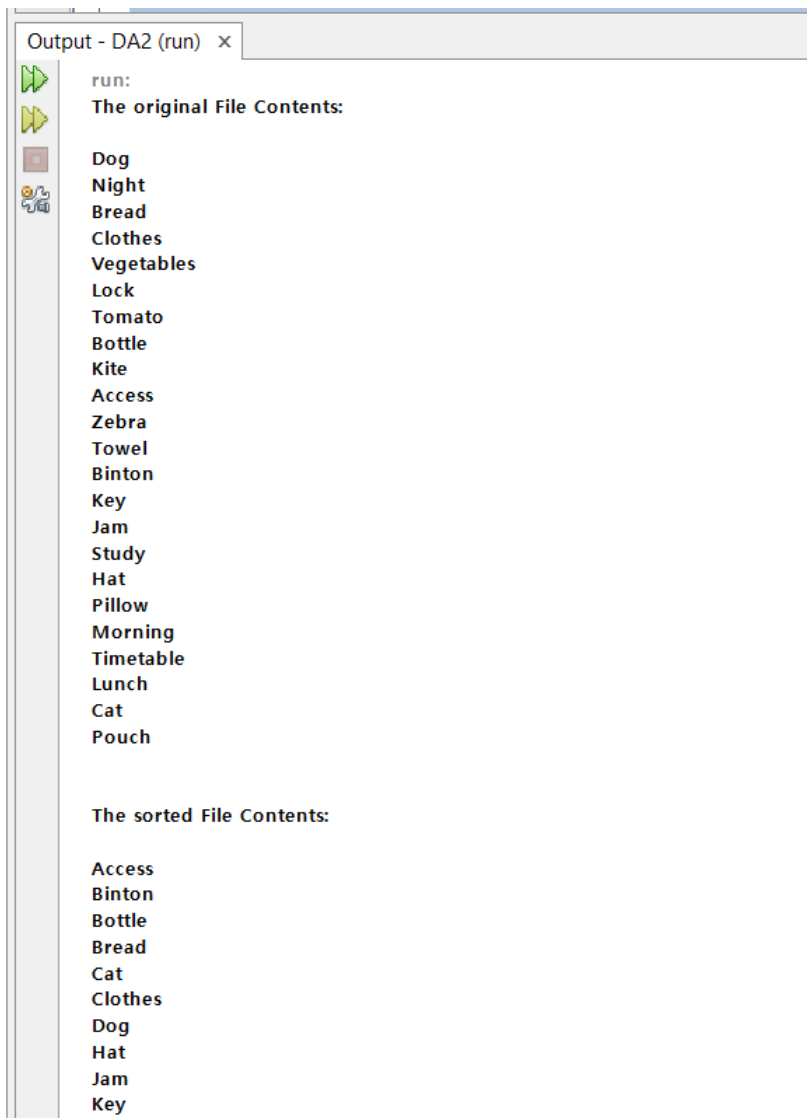 Output - DA2 (run) x
run:
The original File Contents:
Dog
Night
Bread
Clothes
Vegetables
Lock
Tomato
Bottle
Kite
Access
Zebra
Towel
Binton
Key
Jam
Study
Hat
Pillow
Morning
Timetable
Lunch
Cat
Pouch
The sorted File Contents:
Access
Binton
Bottle
Bread
Cat
Clothes
Dog
Hat
Jam
Key